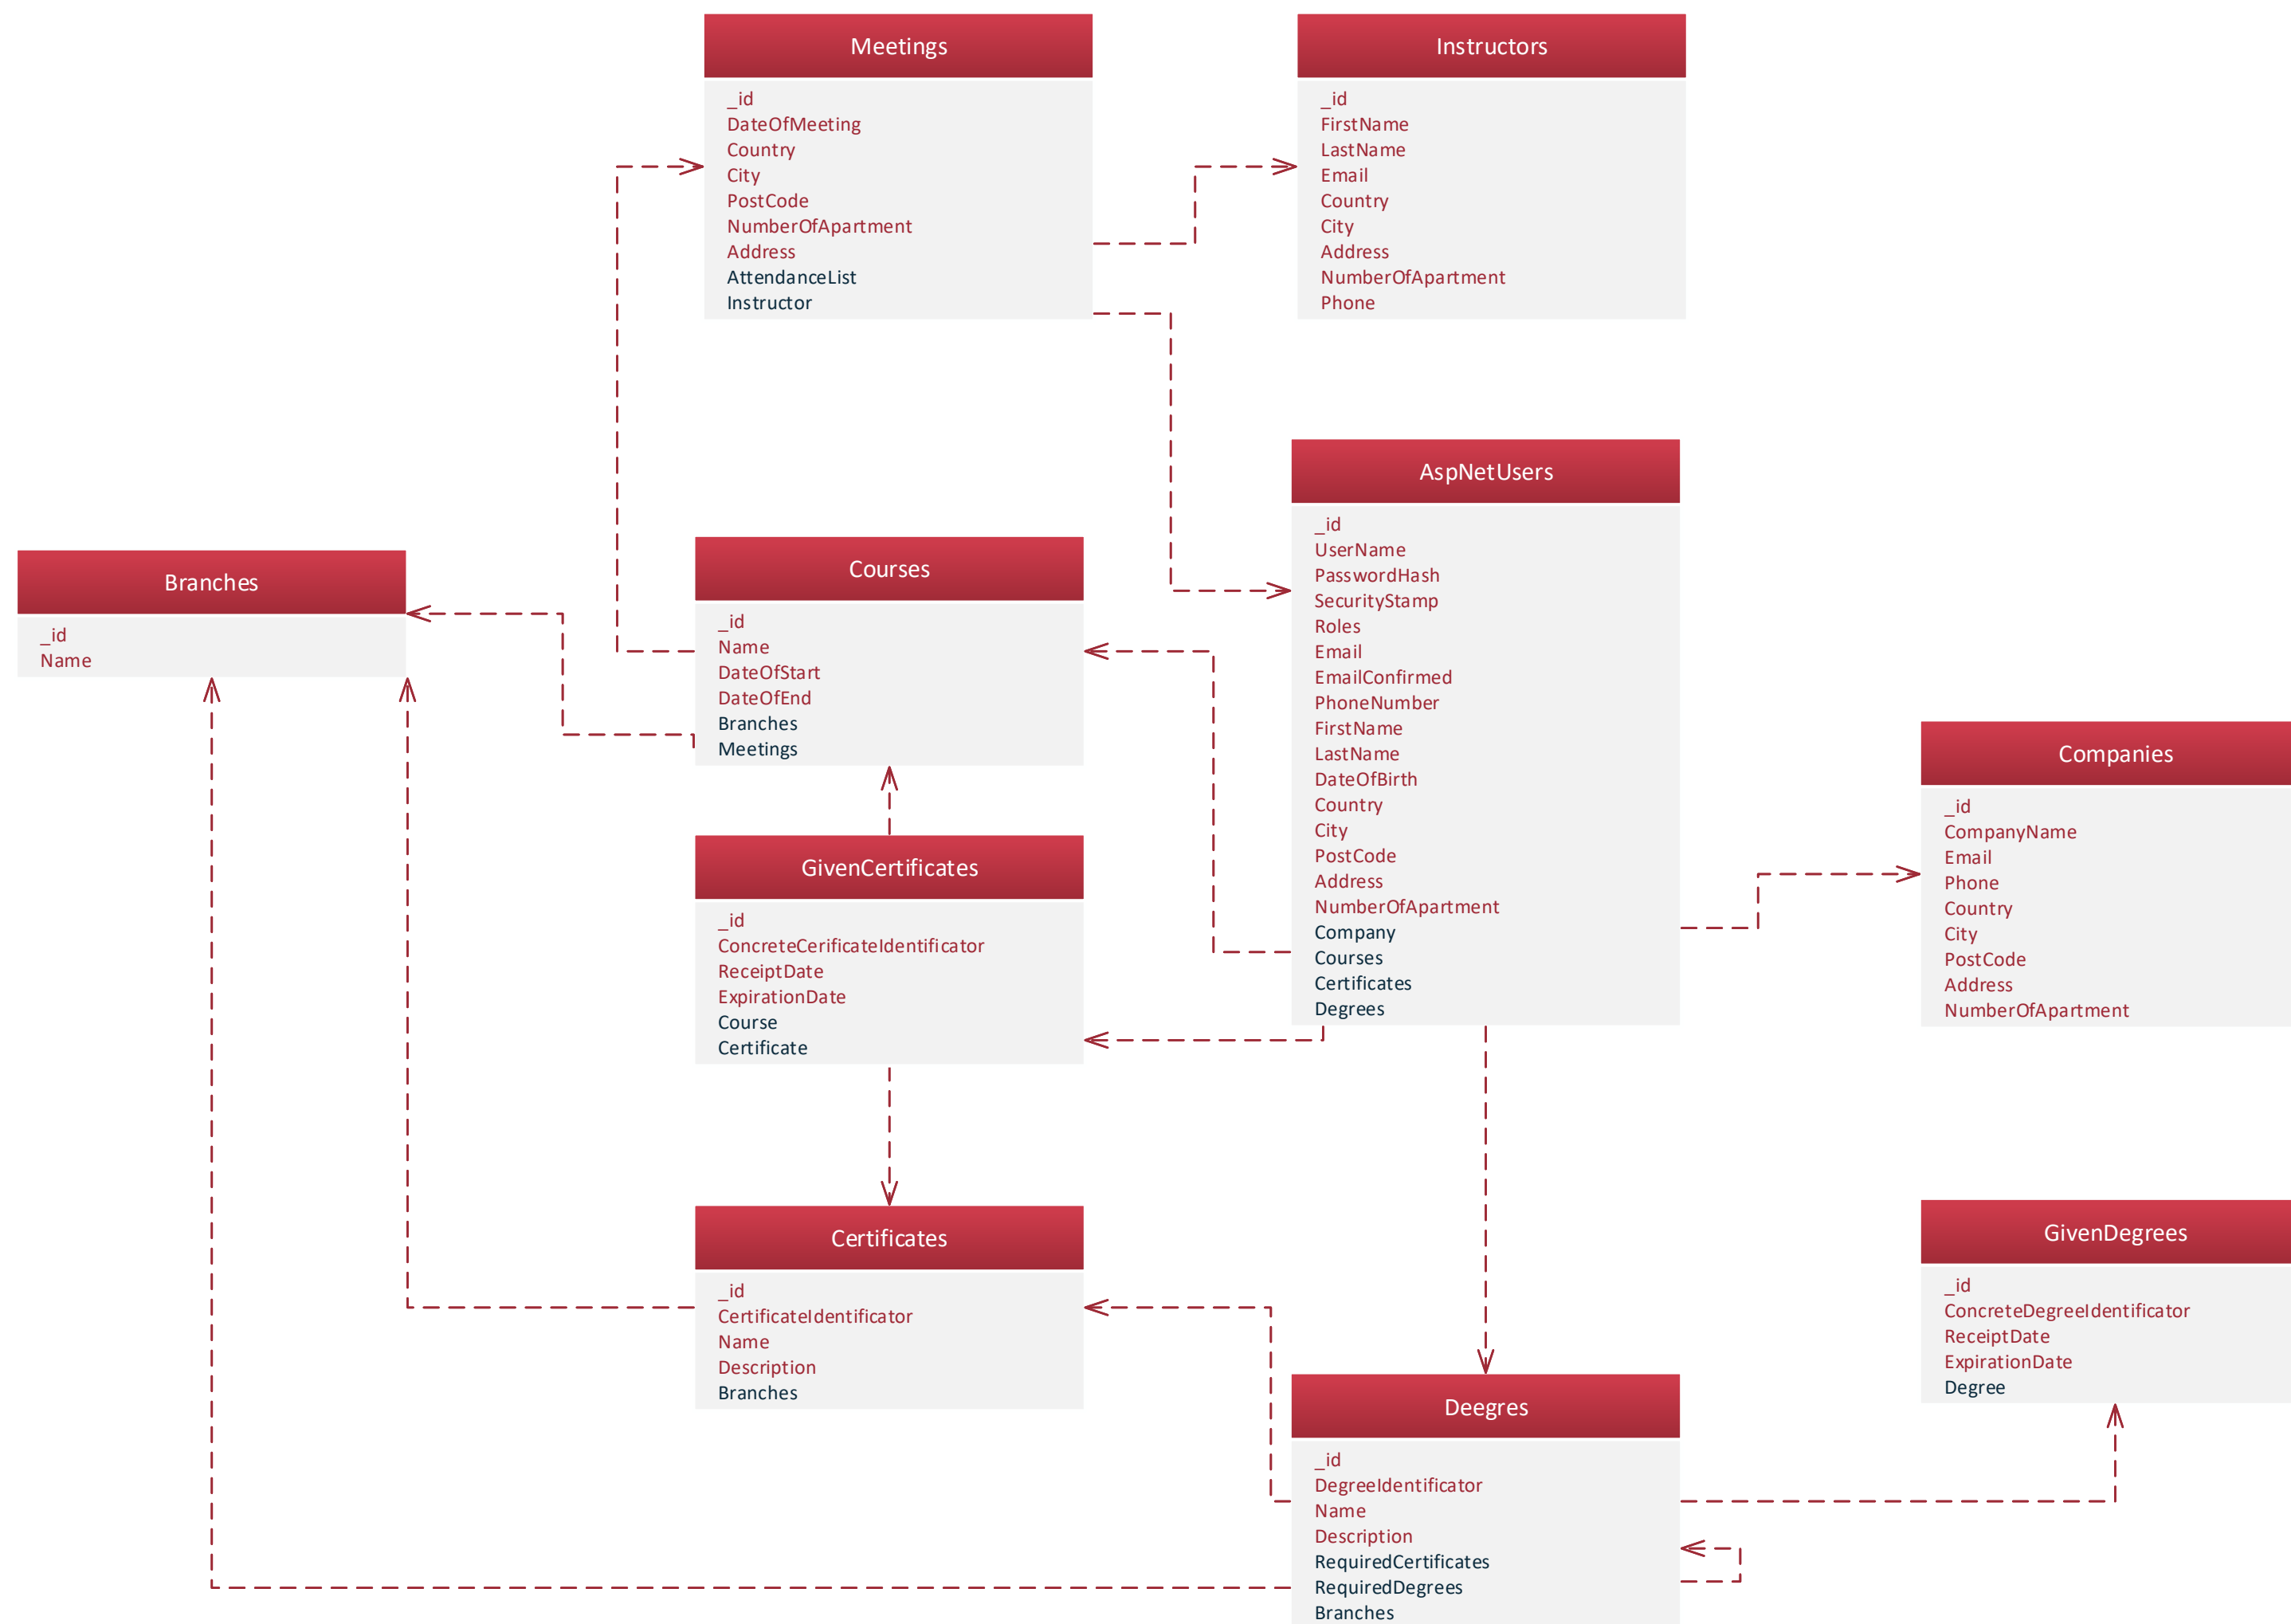 Meetings
_id
DateOfMeeting
Country
City
PostCode
NumberOfApartment
Address
AttendanceList
Instructor
Instructors
_id
FirstName
LastName
Email
Country
City
Address
NumberOfApartment
Phone
AspNetUsers
_id
UserName
PasswordHash
SecurityStamp
Roles
Email
EmailConfirmed
PhoneNumber
FirstName
LastName
DateOfBirth
Country
City
PostCode
Address
NumberOfApartment
Company
Courses
Certificates
Degrees
Branches
_id
Name
Courses
_id
Name
DateOfStart
DateOfEnd
Branches
Meetings
Companies
_id
CompanyName
Email
Phone
Country
City
PostCode
Address
NumberOfApartment
GivenCertificates
_id
ConcreteCerificateIdentificator
ReceiptDate
ExpirationDate
Course
Certificate
Certificates
_id
CertificateIdentificator
Name
Description
Branches
GivenDegrees
_id
ConcreteDegreeIdentificator
ReceiptDate
ExpirationDate
Degree
Deegres
_id
DegreeIdentificator
Name
Description
RequiredCertificates
RequiredDegrees
Branches